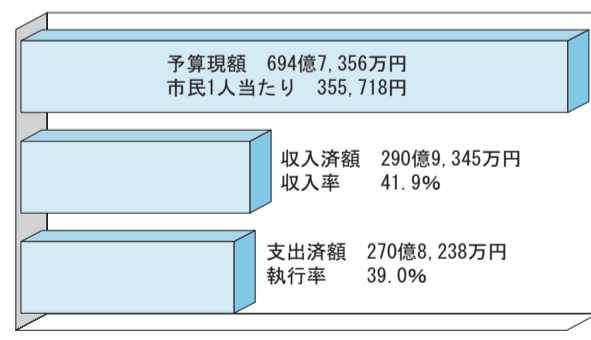 予算現額　694億7,356万円
市民1人当たり　355,718円
収入済額　290億9,345万円
収入率　41.9%
支出済額　270億8,238万円
執行率　39.0%